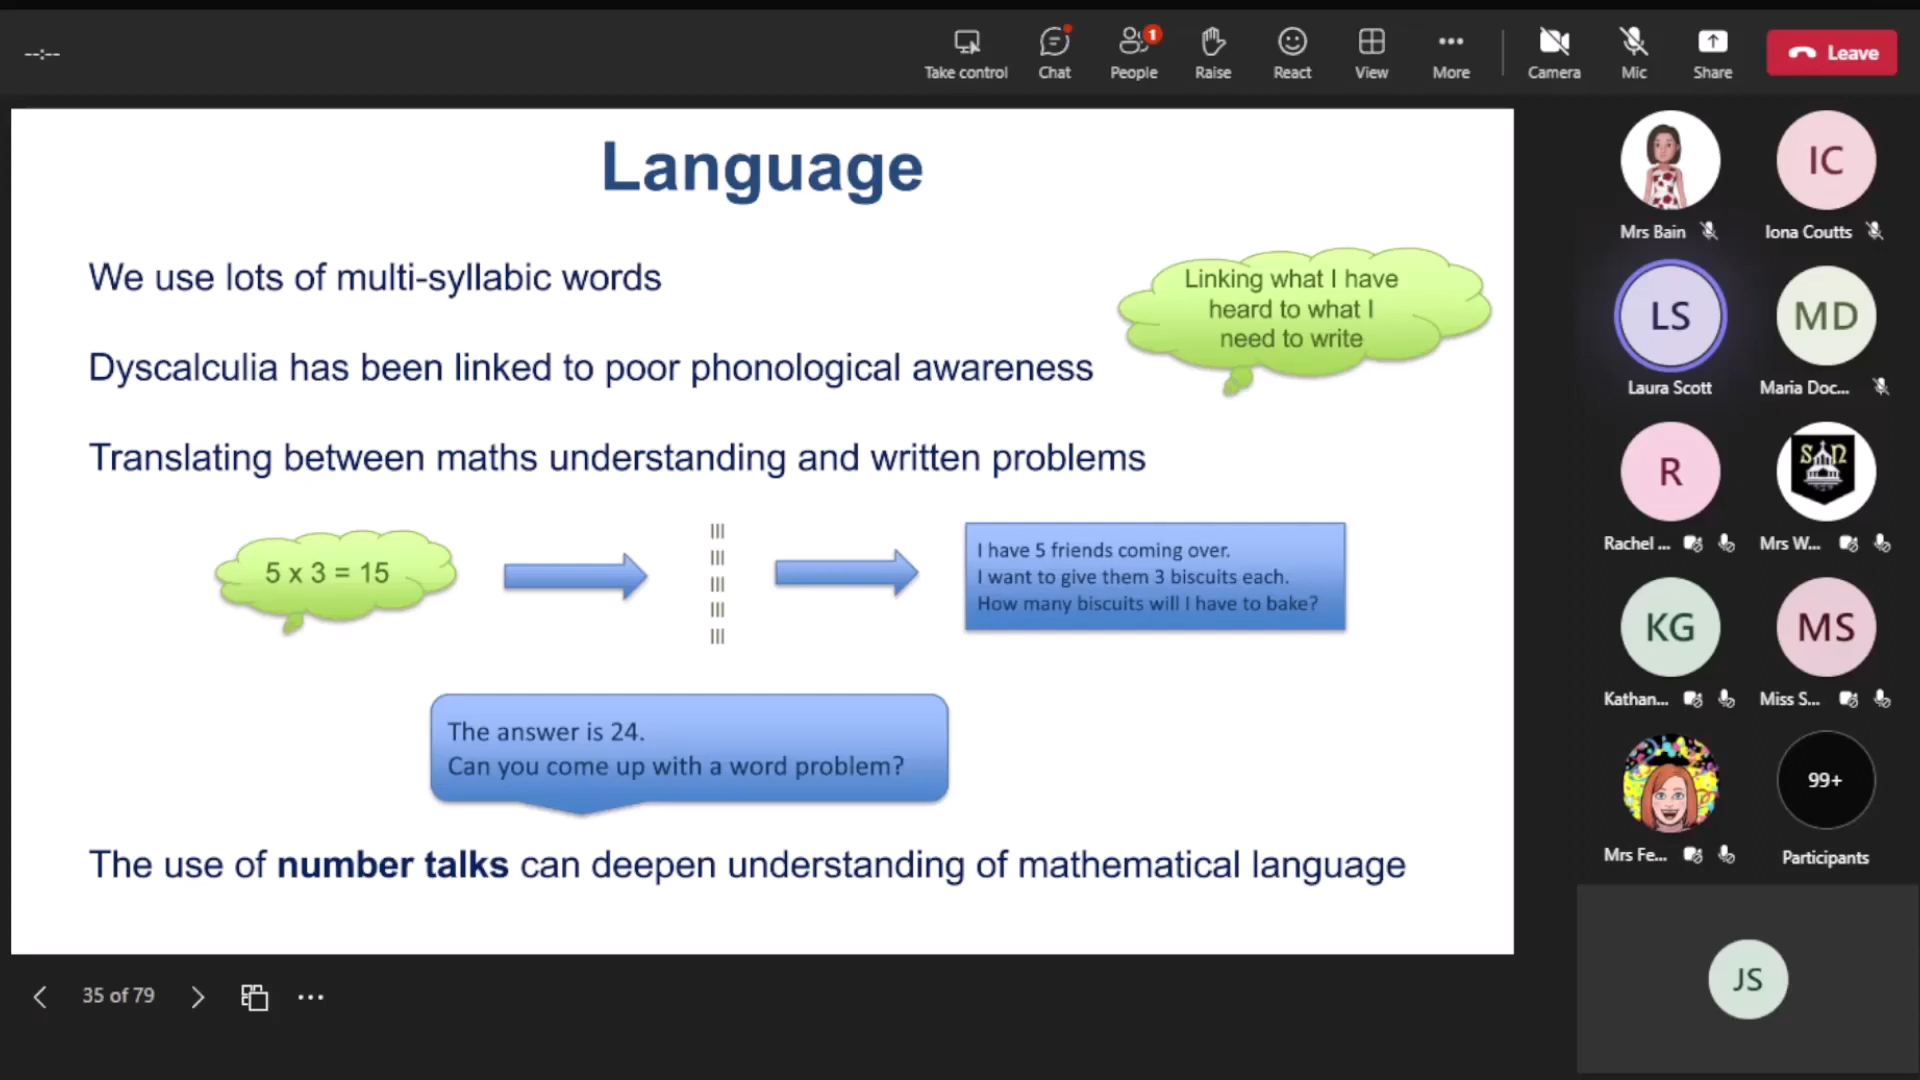 --:--
Take control
Chat
1
People
Raise
React
View
More
Camera
Mic
Share
Leave
Language
We use lots of multi-syllabic words
Linking what I have
heard to what I
need to write
Dyscalculia has been linked to poor phonological awareness
Translating between maths understanding and written problems
5 x 3 = 15
I have 5 friends coming over.
I want to give them 3 biscuits each.
How many biscuits will I have to bake?
The answer is 24.
Can you come up with a word problem?
The use of number talks can deepen understanding of mathematical language
35 of 79
Mrs Bain
IC
Iona Coutts
LS
Laura Scott
MD
Maria Doc...
R
Rachel ...
SN
Mrs W...
KG
Kathan...
MS
Miss S...
Mrs Fe...
99+
Participants
JS